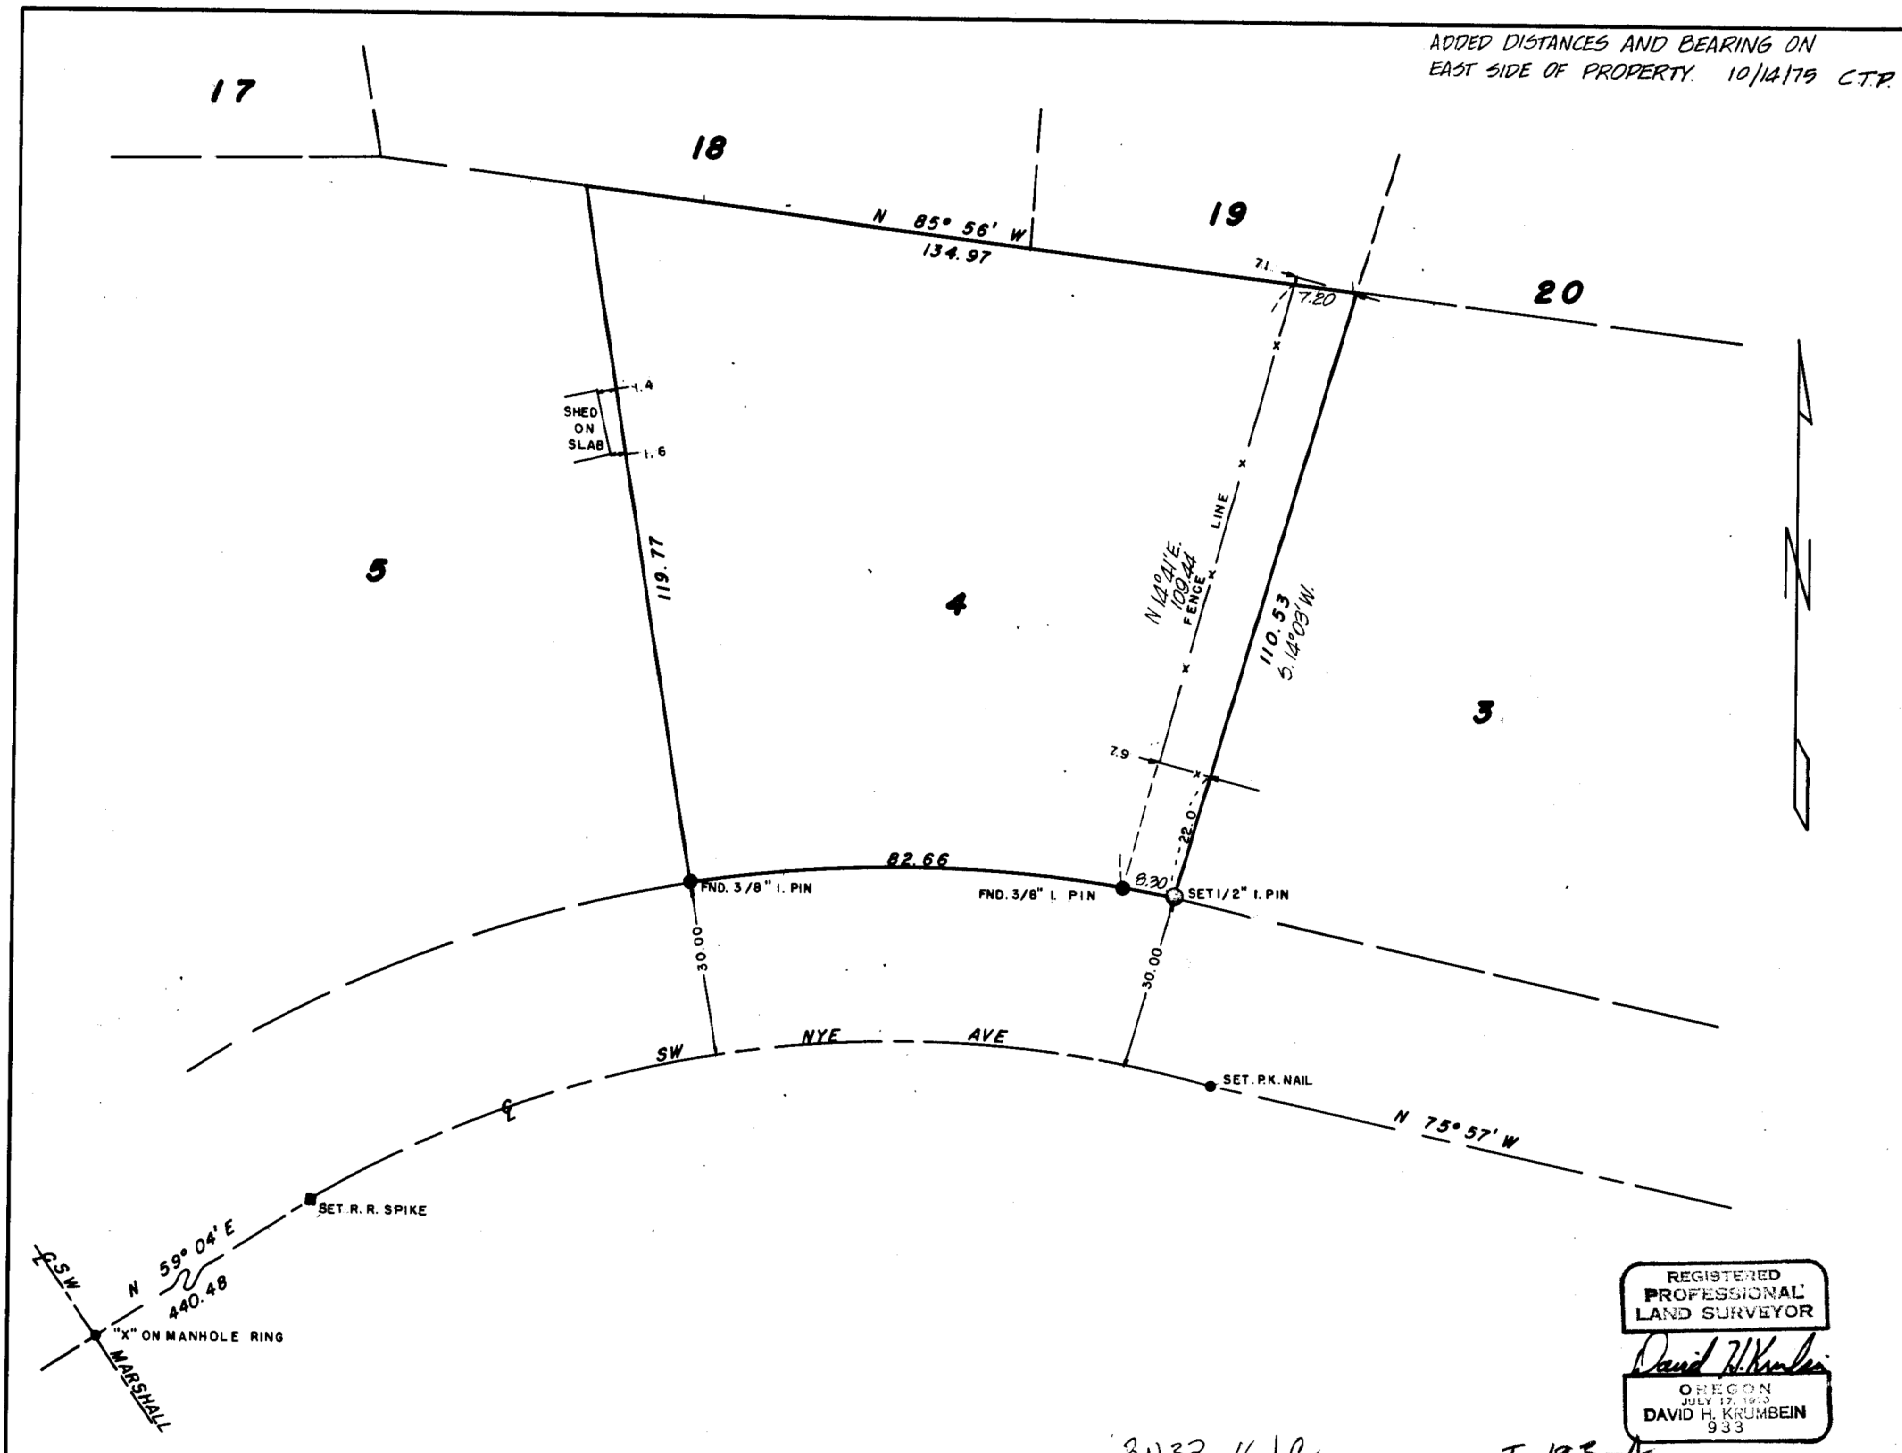 ADDED DISTANCES AND BEARING ON
EAST SIDE OF PROPERTY. 10/14/75 C.T.P.
17
18
19
20
N 85° 56' W
134.97
7.1
7.20
1.4
SHED
ON
SLAB
1.6
119.77
5
4
3
N 14°41'E.
109.44
FENCE LINE
110.53
S. 14°03'W.
7.9
22.0
82.66
8.30'
FND. 3/8" I. PIN
FND. 3/8" I. PIN
SET 1/2" I. PIN
30.00
30.00
SW NYE AVE
SET. P.K. NAIL
N 75° 57' W
℄
SET. R.R. SPIKE
N 59° 04' E
440.48
℄ SW
"X" ON MANHOLE RING
MARSHALL
N
REGISTERED
PROFESSIONAL
LAND SURVEYOR
David H. Krumbein
OREGON
DAVID H. KRUMBEIN
933